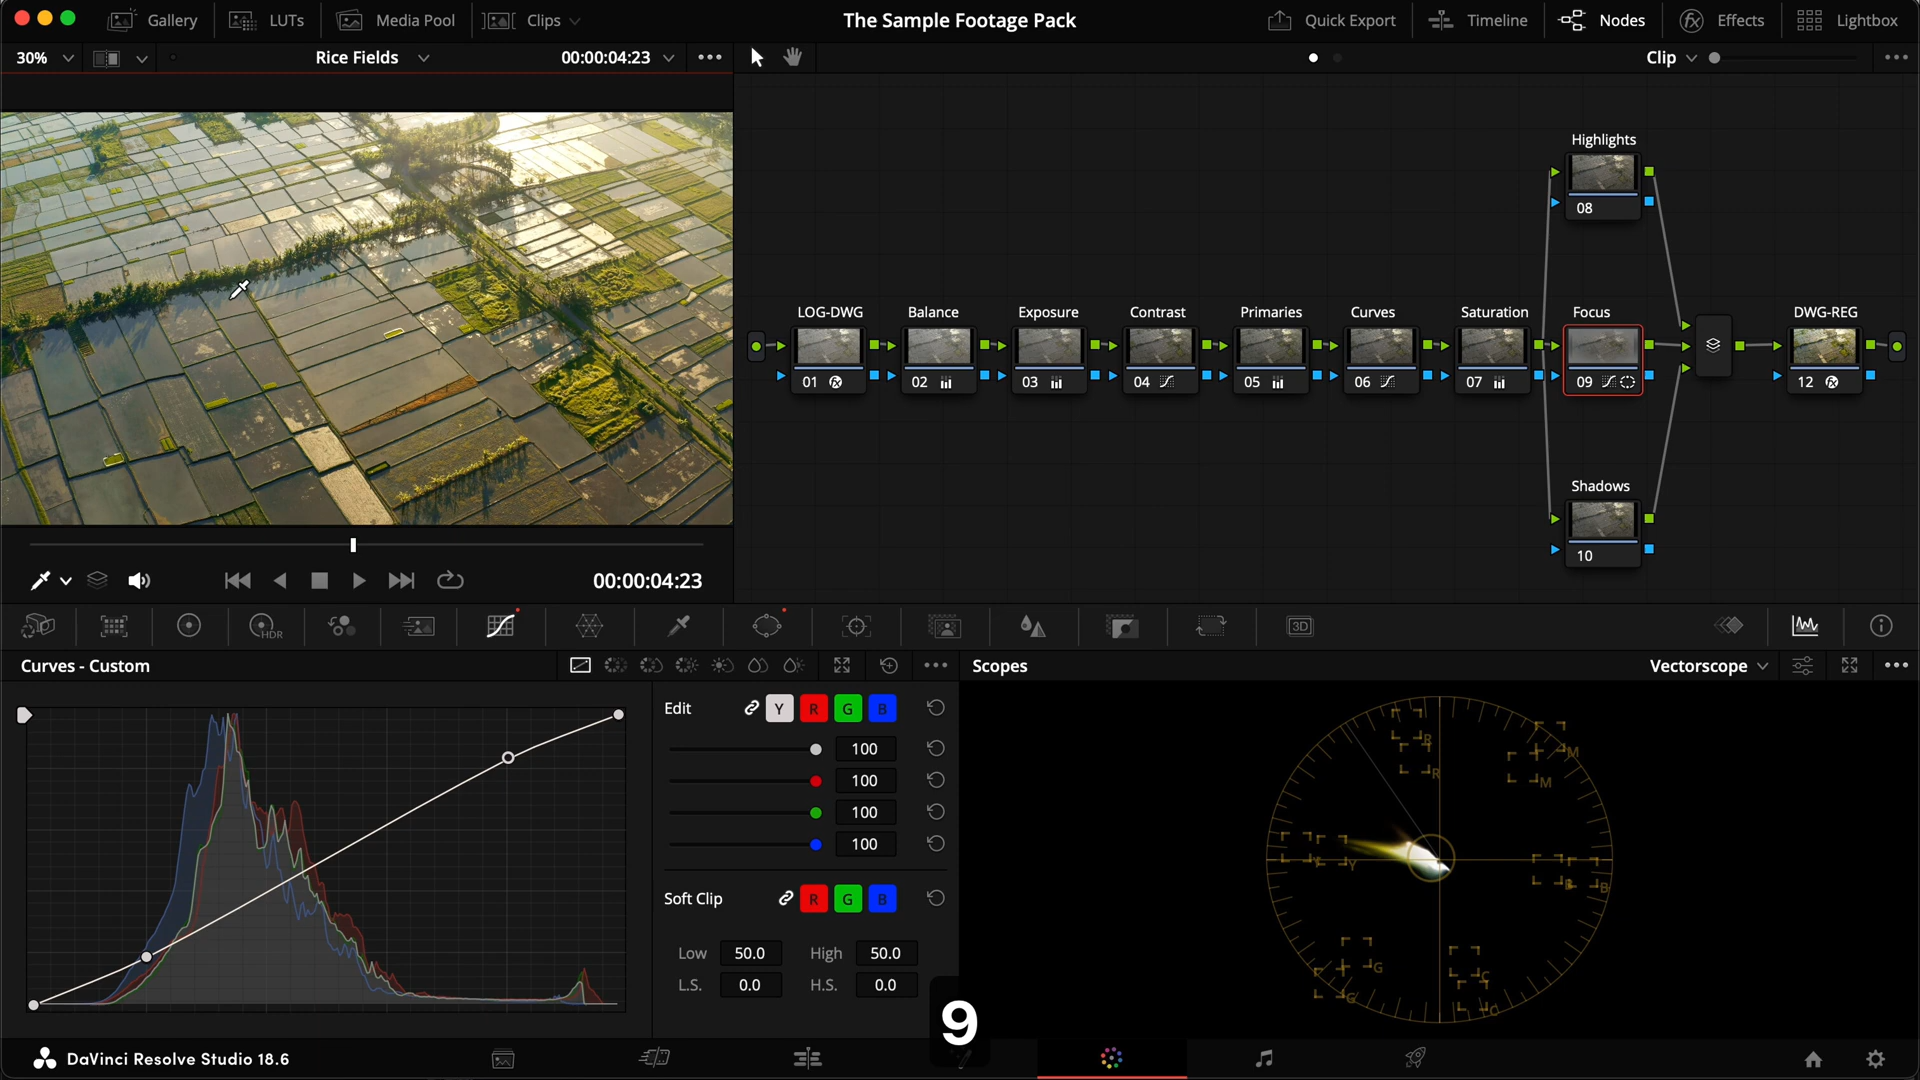 Gallery
LUTs
Media Pool
Clips
The Sample Footage Pack
Quick Export
Timeline
Nodes
fx Effects
Lightbox
30%
Rice Fields
00:00:04:23
Clip
Highlights
08
LOG-DWG
01 fx
Balance
02
Exposure
03
Contrast
04
Primaries
05
Curves
06
Saturation
07
Focus
09
DWG-REG
12 fx
Shadows
10
00:00:04:23
HDR
3D
Curves - Custom
Scopes
Vectorscope
Edit
Y
R
G
B
100
100
100
100
Soft Clip
R
G
B
Low
50.0
High
50.0
L.S.
0.0
H.S.
0.0
R
R
M
M
Y
Y
B
B
G
G
C
C
9
DaVinci Resolve Studio 18.6